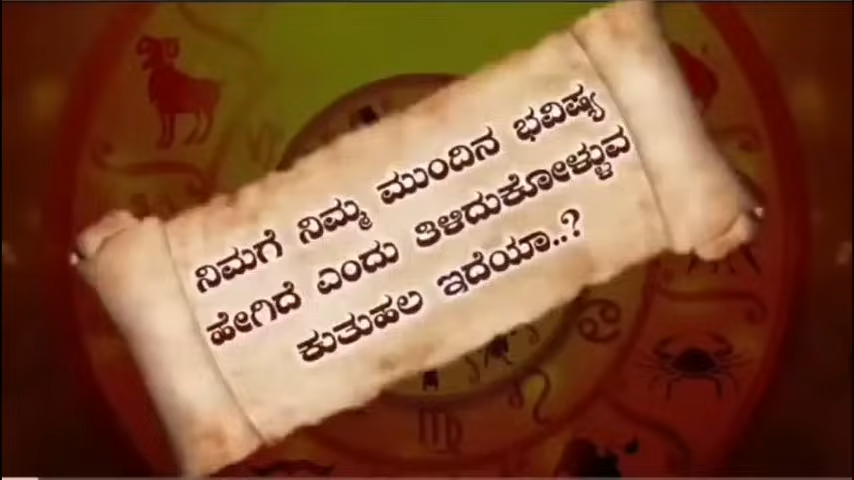 ನಿಮಗೆ ನಿಮ್ಮ ಮುಂದಿನ ಭವಿಷ್ಯ
ಹೇಗಿದೆ ಎಂದು ತಿಳಿದುಕೋಳ್ಳುವ
ಕುತುಹಲ ಇದೆಯಾ..?